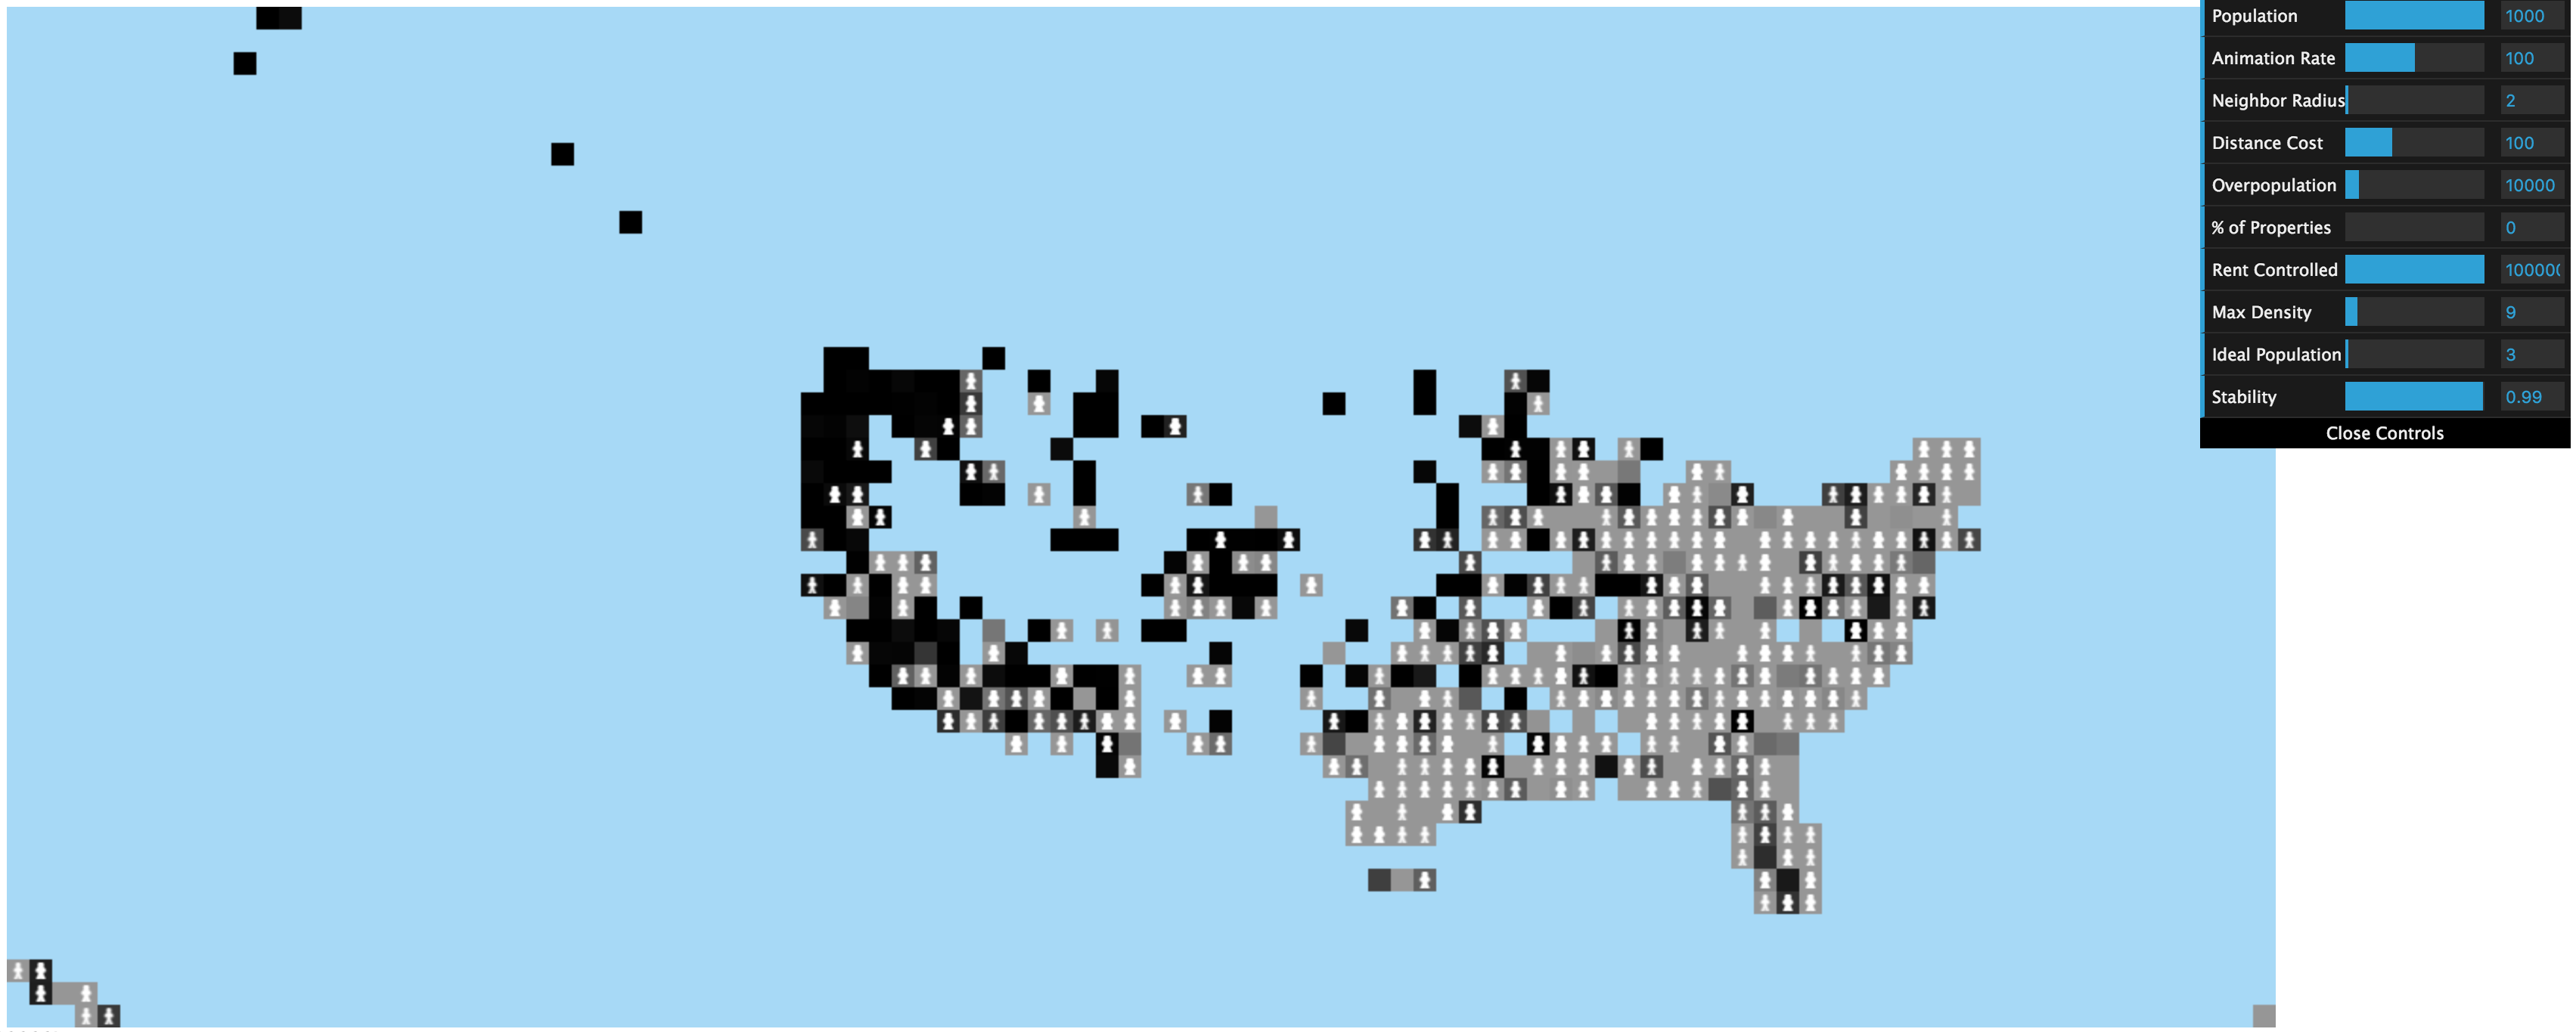 Population 1000
Animation Rate 100
Neighbor Radius 2
Distance Cost 100
Overpopulation 10000
% of Properties 0
Rent Controlled 10000
Max Density 9
Ideal Population 3
Stability 0.99
Close Controls